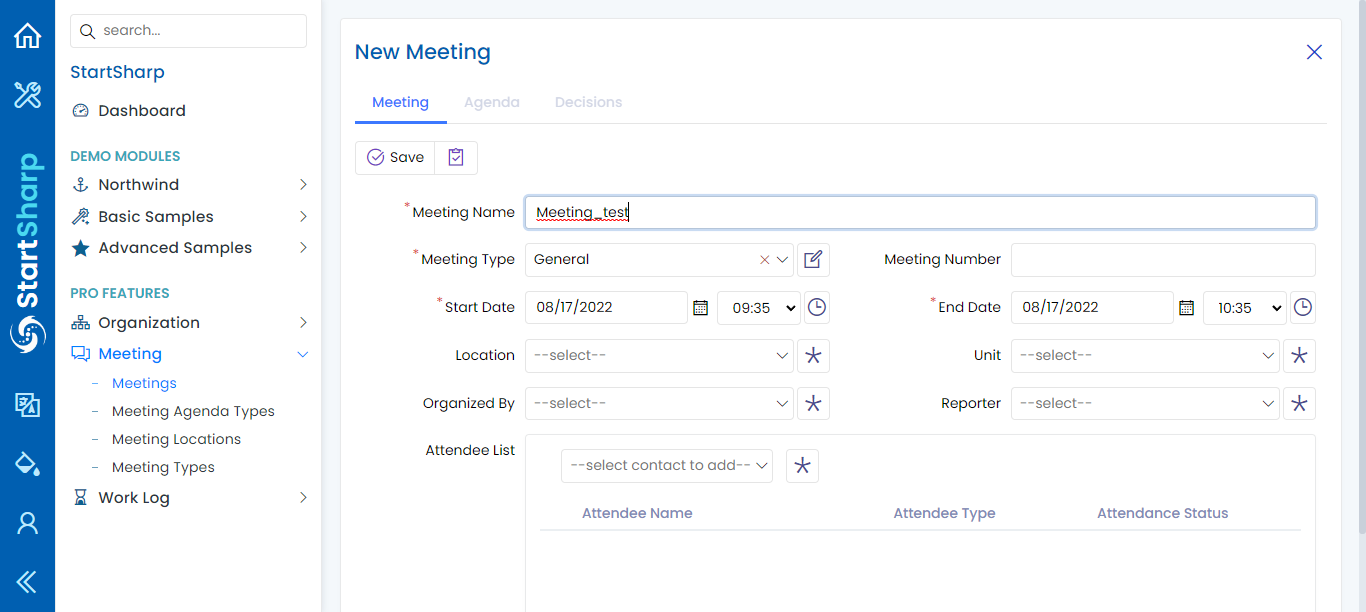 search...
StartSharp
Dashboard
DEMO MODULES
Northwind
Basic Samples
Advanced Samples
PRO FEATURES
Organization
Meeting
Meetings
Meeting Agenda Types
Meeting Locations
Meeting Types
Work Log
StartSharp
New Meeting
Meeting Agenda Decisions
Save
*Meeting Name Meeting_test
*Meeting Type General Meeting Number
*Start Date 08/17/2022 09:35 *End Date 08/17/2022 10:35
Location --select-- Unit --select--
Organized By --select-- Reporter --select--
Attendee List --select contact to add--
Attendee Name Attendee Type Attendance Status